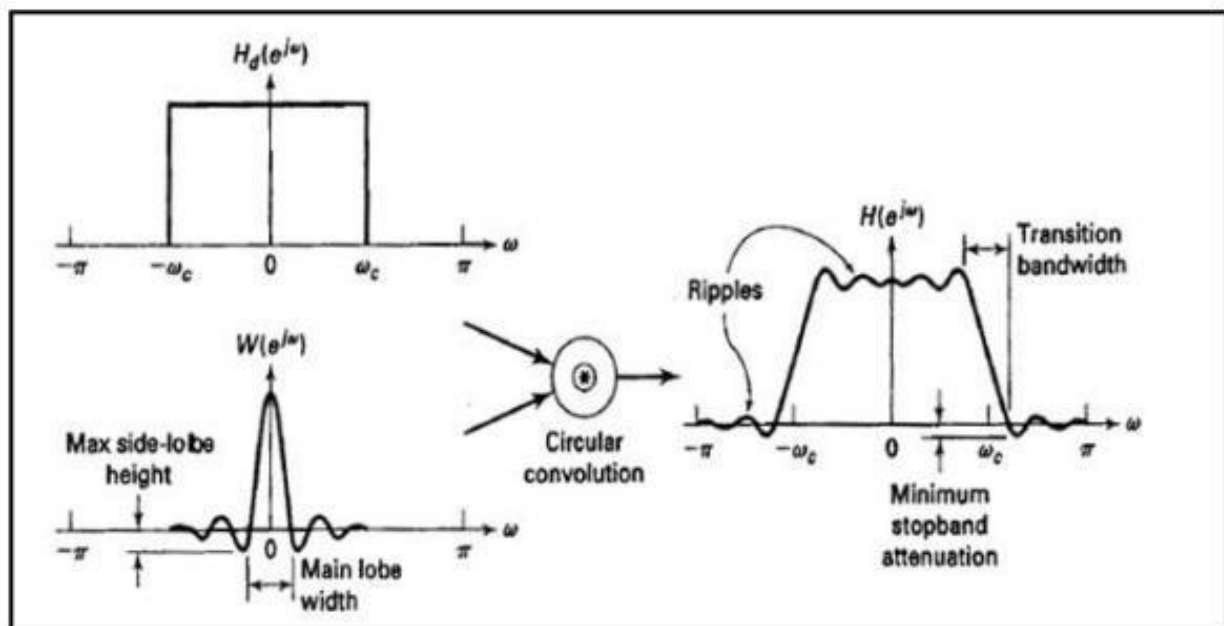 H_d(e^{jω})
−π
−ω_c
0
ω_c
π
ω
W(e^{jω})
Max side-lobe
height
−π
0
π
ω
Main lobe
width
Circular
convolution
H(e^{jω})
Transition
bandwidth
Ripples
−π
−ω_c
0
ω_c
π
ω
Minimum
stopband
attenuation